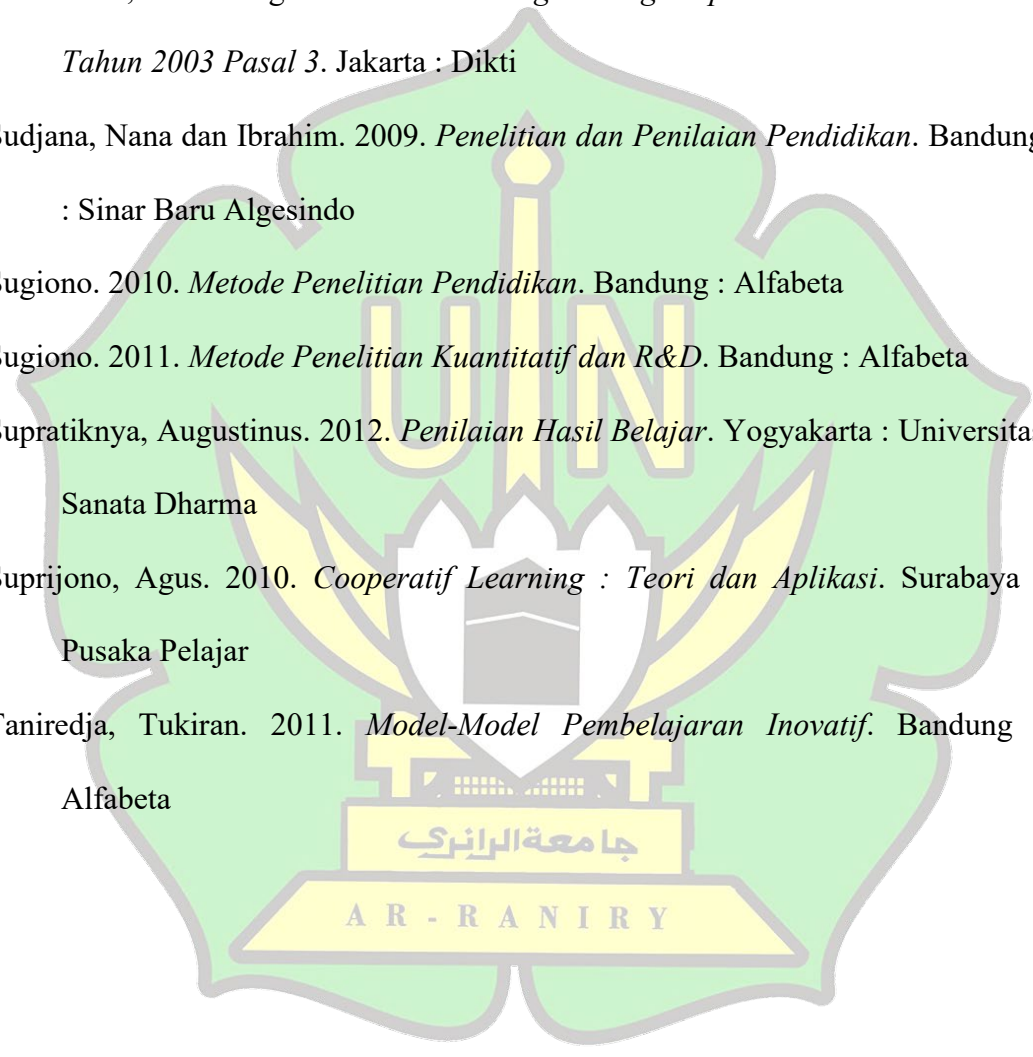 Tahun 2003 Pasal 3. Jakarta : Dikti
Sudjana, Nana dan Ibrahim. 2009. Penelitian dan Penilaian Pendidikan. Bandung
: Sinar Baru Algesindo
Sugiono. 2010. Metode Penelitian Pendidikan. Bandung : Alfabeta
Sugiono. 2011. Metode Penelitian Kuantitatif dan R&D. Bandung : Alfabeta
Supratiknya, Augustinus. 2012. Penilaian Hasil Belajar. Yogyakarta : Universitas
Sanata Dharma
Suprijono, Agus. 2010. Cooperatif Learning : Teori dan Aplikasi. Surabaya
Pusaka Pelajar
Taniredja, Tukiran. 2011. Model-Model Pembelajaran Inovatif. Bandung
Alfabeta
UIN
جامعة الرانري
AR-RANIRY